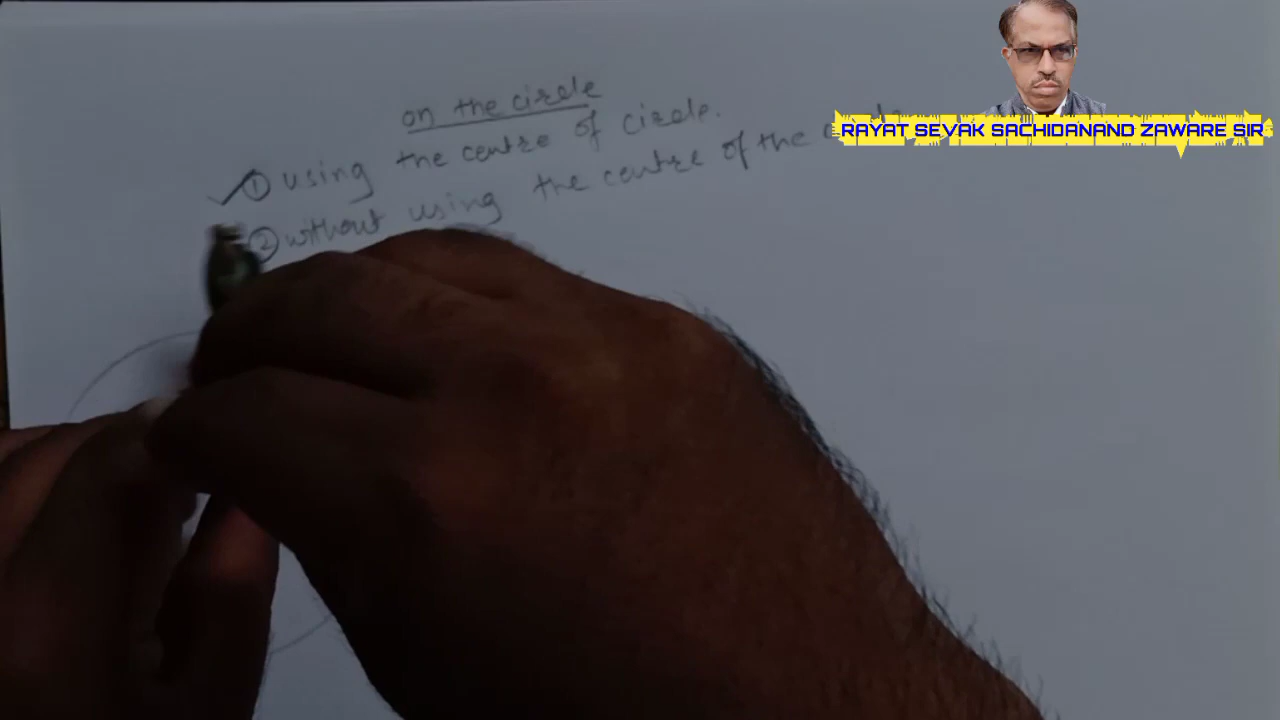 on the circle
① using the centre of circle.
② without using the centre of the
RAYAT SEVAK SACHIDANAND ZAWARE SIR